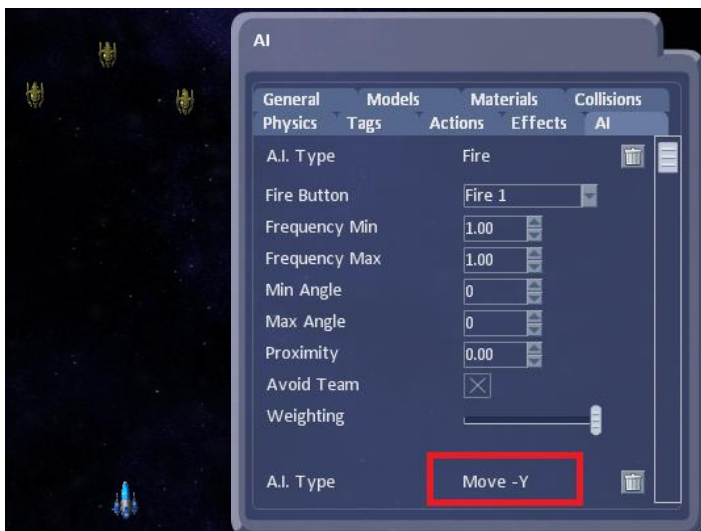 AI
General Models Materials Collisions
Physics Tags Actions Effects AI
A.I. Type Fire
Fire Button Fire 1
Frequency Min 1.00
Frequency Max 1.00
Min Angle 0
Max Angle 0
Proximity 0.00
Avoid Team
Weighting
A.I. Type Move -Y